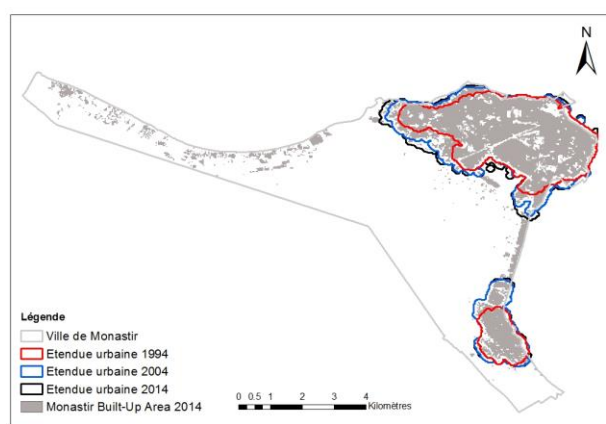 N
Légende
Ville de Monastir
Etendue urbaine 1994
Etendue urbaine 2004
Etendue urbaine 2014
Monastir Built-Up Area 2014
0 0.5 1 2 3 4
Kilomètres